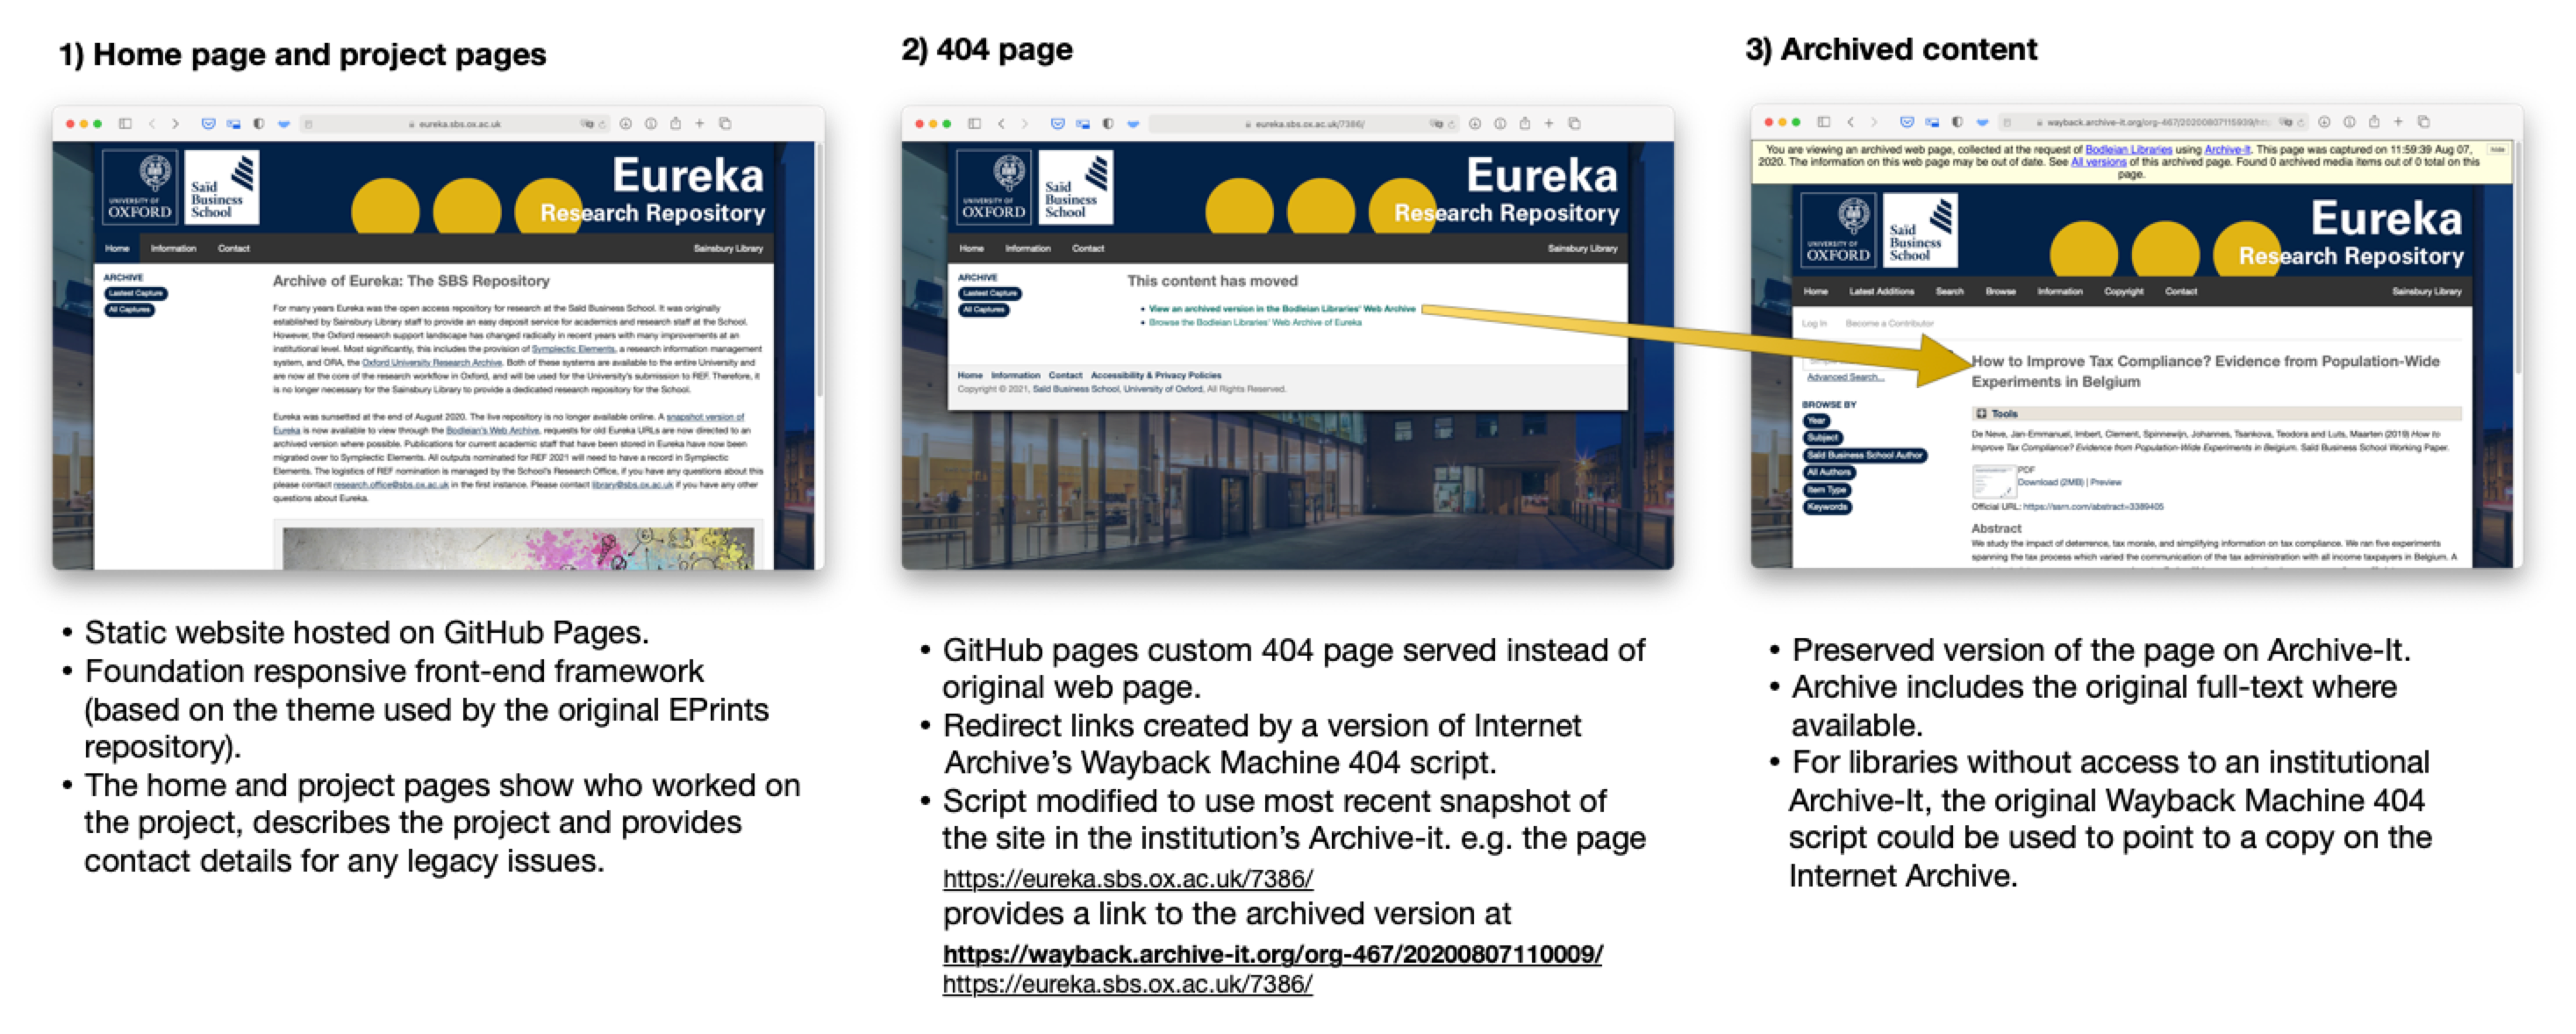 1) Home page and project pages
eureka.sbs.ox.ac.uk
UNIVERSITY OF
OXFORD
Saïd
Business
School
Eureka
Research Repository
Home Information Contact Sainsbury Library
ARCHIVE
Lastest Capture
All Captures
Archive of Eureka: The SBS Repository
For many years Eureka was the open access repository for research at the Saïd Business School. It was originally
established by Sainsbury Library staff to provide an easy deposit service for academics and research staff at the School.
However, the Oxford research support landscape has changed radically in recent years with many improvements at an
institutional level. Most significantly, this includes the provision of Symplectic Elements, a research information management
system, and ORA, the Oxford University Research Archive. Both of these systems are available to the entire University and
are now at the core of the research workflow in Oxford, and will be used for the University's submission to REF. Therefore, it
is no longer necessary for the Sainsbury Library to provide a dedicated research repository for the School.
Eureka was sunsetted at the end of August 2020. The live repository is no longer available online. A snapshot version of
Eureka is now available to view through the Bodleian's Web Archive, requests for old Eureka URLs are now directed to an
archived version where possible. Publications for current academic staff that have been stored in Eureka have now been
migrated over to Symplectic Elements. All outputs nominated for REF 2021 will need to have a record in Symplectic
Elements. The logistics of REF nomination is managed by the School's Research Office, if you have any questions about this
please contact research.office@sbs.ox.ac.uk in the first instance. Please contact library@sbs.ox.ac.uk if you have any other
questions about Eureka.
• Static website hosted on GitHub Pages.
• Foundation responsive front-end framework
(based on the theme used by the original EPrints
repository).
• The home and project pages show who worked on
the project, describes the project and provides
contact details for any legacy issues.
2) 404 page
eureka.sbs.ox.ac.uk/7386/
UNIVERSITY OF
OXFORD
Saïd
Business
School
Eureka
Research Repository
Home Information Contact Sainsbury Library
ARCHIVE
Lastest Capture
All Captures
This content has moved
• View an archived version in the Bodleian Libraries' Web Archive
• Browse the Bodleian Libraries' Web Archive of Eureka
Home Information Contact Accessibility & Privacy Policies
Copyright © 2021, Saïd Business School, University of Oxford, All Rights Reserved.
• GitHub pages custom 404 page served instead of
original web page.
• Redirect links created by a version of Internet
Archive's Wayback Machine 404 script.
• Script modified to use most recent snapshot of
the site in the institution's Archive-it. e.g. the page
https://eureka.sbs.ox.ac.uk/7386/
provides a link to the archived version at
https://wayback.archive-it.org/org-467/20200807110009/
https://eureka.sbs.ox.ac.uk/7386/
3) Archived content
wayback.archive-it.org/org-467/20200807115939/
You are viewing an archived web page, collected at the request of Bodleian Libraries using Archive-It. This page was captured on 11:59:39 Aug 07, hide
2020. The information on this web page may be out of date. See All versions of this archived page. Found 0 archived media items out of 0 total on this
page.
UNIVERSITY OF
OXFORD
Saïd
Business
School
Eureka
Research Repository
Home Latest Additions Search Browse Information Copyright Contact Sainsbury Library
Log In Become a Contributor
Advanced Search...
BROWSE BY
Year
Subject
Saïd Business School Author
All Authors
Item Type
Keywords
How to Improve Tax Compliance? Evidence from Population-Wide
Experiments in Belgium
Tools
De Neve, Jan-Emmanuel, Imbert, Clement, Spinnewijn, Johannes, Tsankova, Teodora and Luts, Maarten (2019) How to
Improve Tax Compliance? Evidence from Population-Wide Experiments in Belgium. Saïd Business School Working Paper.
PDF
Download (2MB) | Preview
Official URL: https://ssrn.com/abstract=3389405
Abstract
We study the impact of deterrence, tax morale, and simplifying information on tax compliance. We ran five experiments
spanning the tax process which varied the communication of the tax administration with all income taxpayers in Belgium. A
• Preserved version of the page on Archive-It.
• Archive includes the original full-text where
available.
• For libraries without access to an institutional
Archive-It, the original Wayback Machine 404
script could be used to point to a copy on the
Internet Archive.